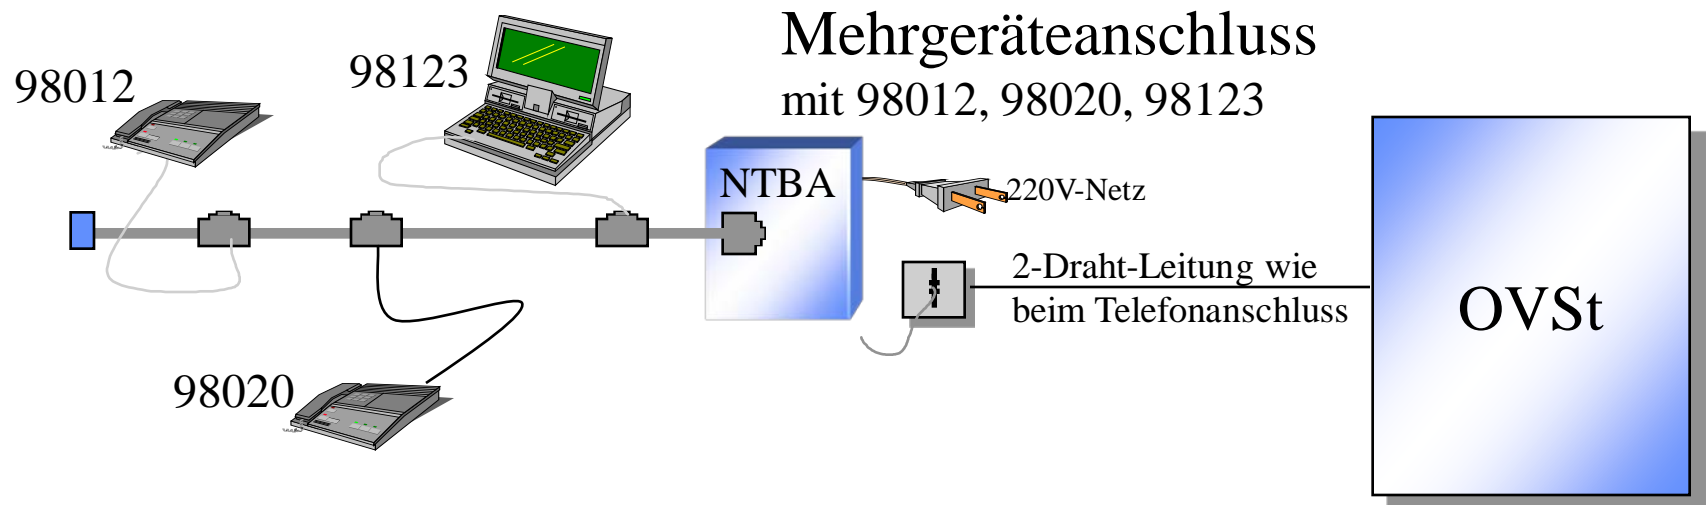 Mehrgeräteanschluss
mit 98012, 98020, 98123
98012
98123
NTBA
220V-Netz
2-Draht-Leitung wie
beim Telefonanschluss
OVSt
98020